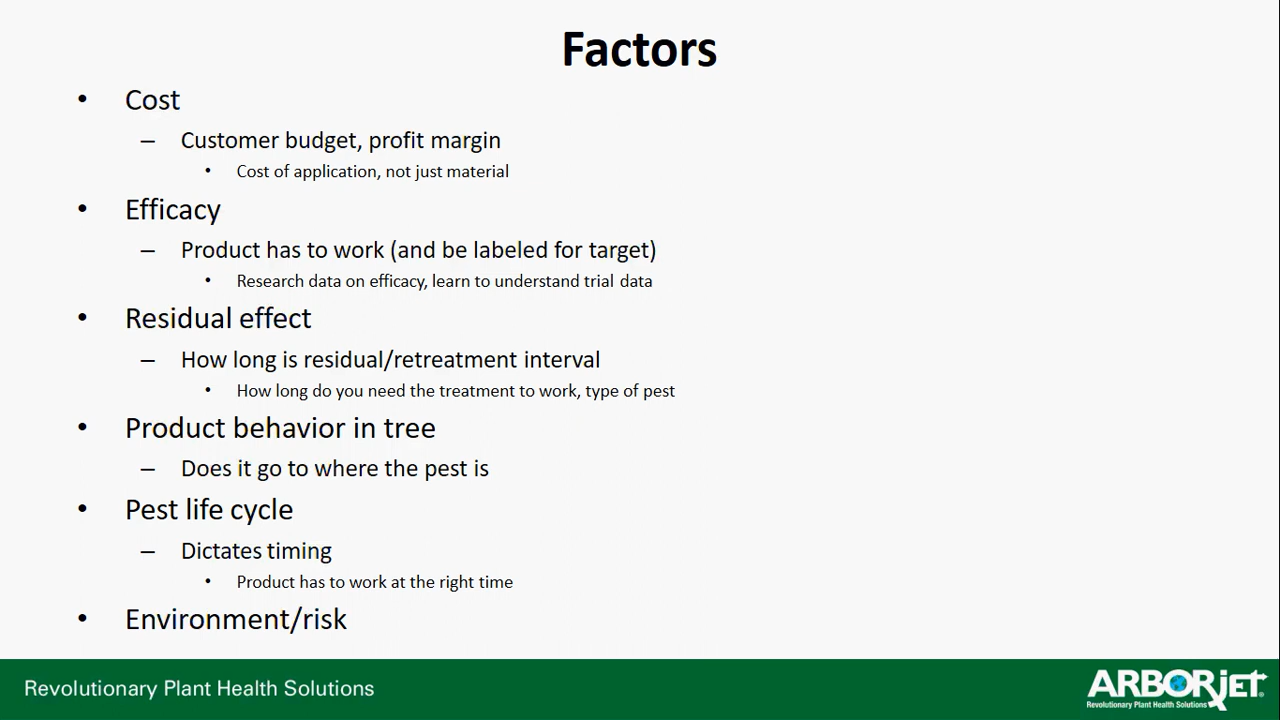 Factors
• Cost
– Customer budget, profit margin
• Cost of application, not just material
• Efficacy
– Product has to work (and be labeled for target)
• Research data on efficacy, learn to understand trial data
• Residual effect
– How long is residual/retreatment interval
• How long do you need the treatment to work, type of pest
• Product behavior in tree
– Does it go to where the pest is
• Pest life cycle
– Dictates timing
• Product has to work at the right time
• Environment/risk
Revolutionary Plant Health Solutions
ARBORjET®
Revolutionary Plant Health Solutions